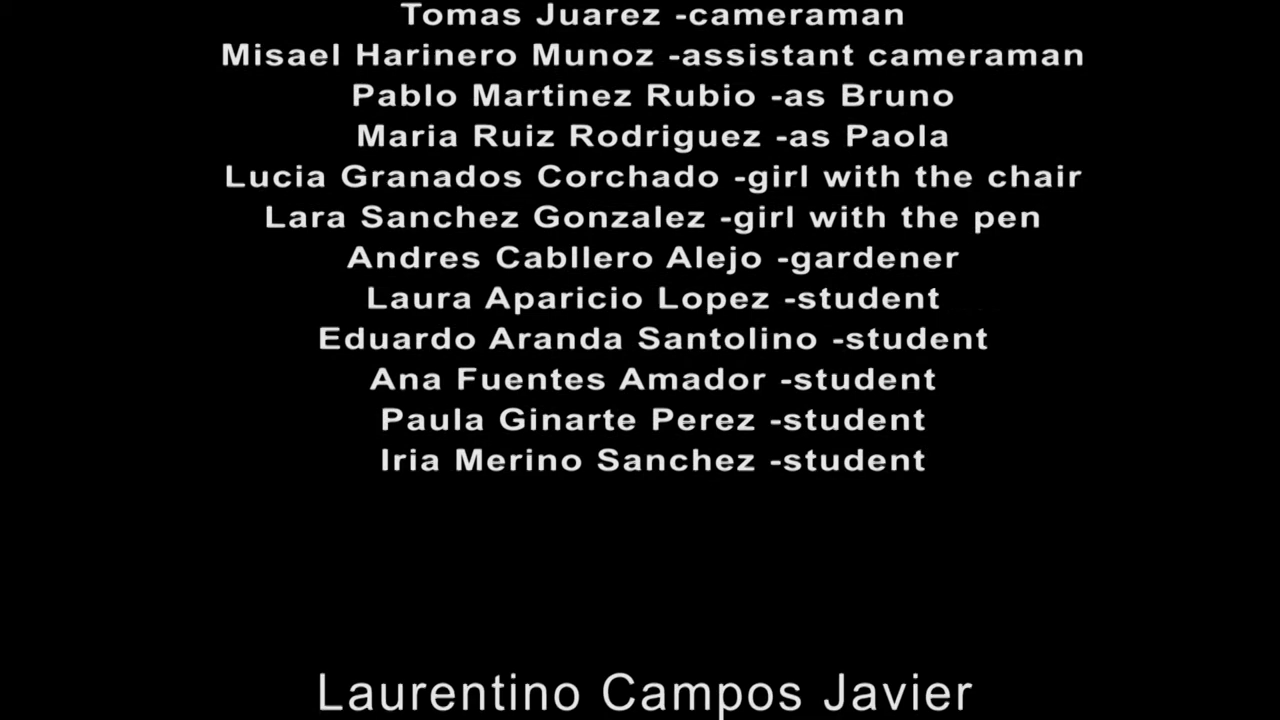 Tomas Juarez -cameraman
Misael Harinero Munoz -assistant cameraman
Pablo Martinez Rubio -as Bruno
Maria Ruiz Rodriguez -as Paola
Lucia Granados Corchado -girl with the chair
Lara Sanchez Gonzalez -girl with the pen
Andres Cabllero Alejo -gardener
Laura Aparicio Lopez -student
Eduardo Aranda Santolino -student
Ana Fuentes Amador -student
Paula Ginarte Perez -student
Iria Merino Sanchez -student
Laurentino Campos Javier